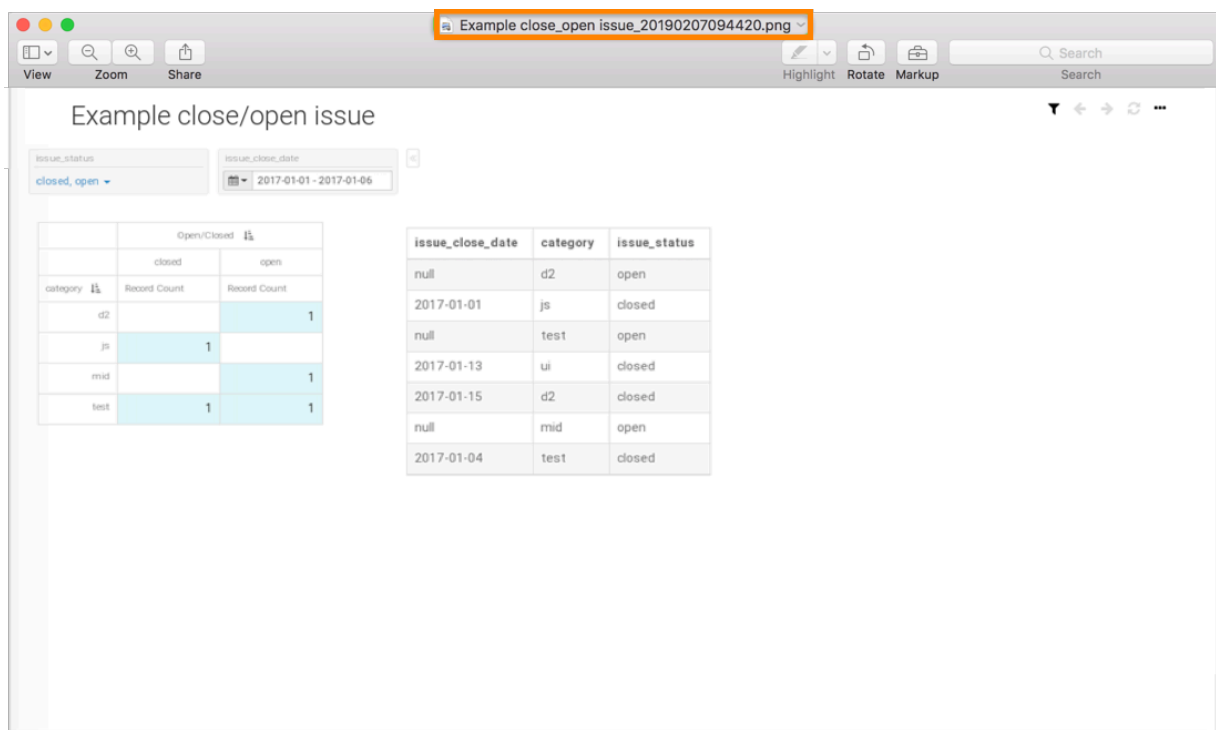 Example close_open issue_20190207094420.png
View Zoom Share Highlight Rotate Markup Search
Search
Example close/open issue
issue_status
closed, open
issue_close_date
2017-01-01 - 2017-01-06
<
Open/Closed
closed open
category Record Count Record Count
d2 1
js 1
mid 1
test 1 1
issue_close_date category issue_status
null d2 open
2017-01-01 js closed
null test open
2017-01-13 ui closed
2017-01-15 d2 closed
null mid open
2017-01-04 test closed